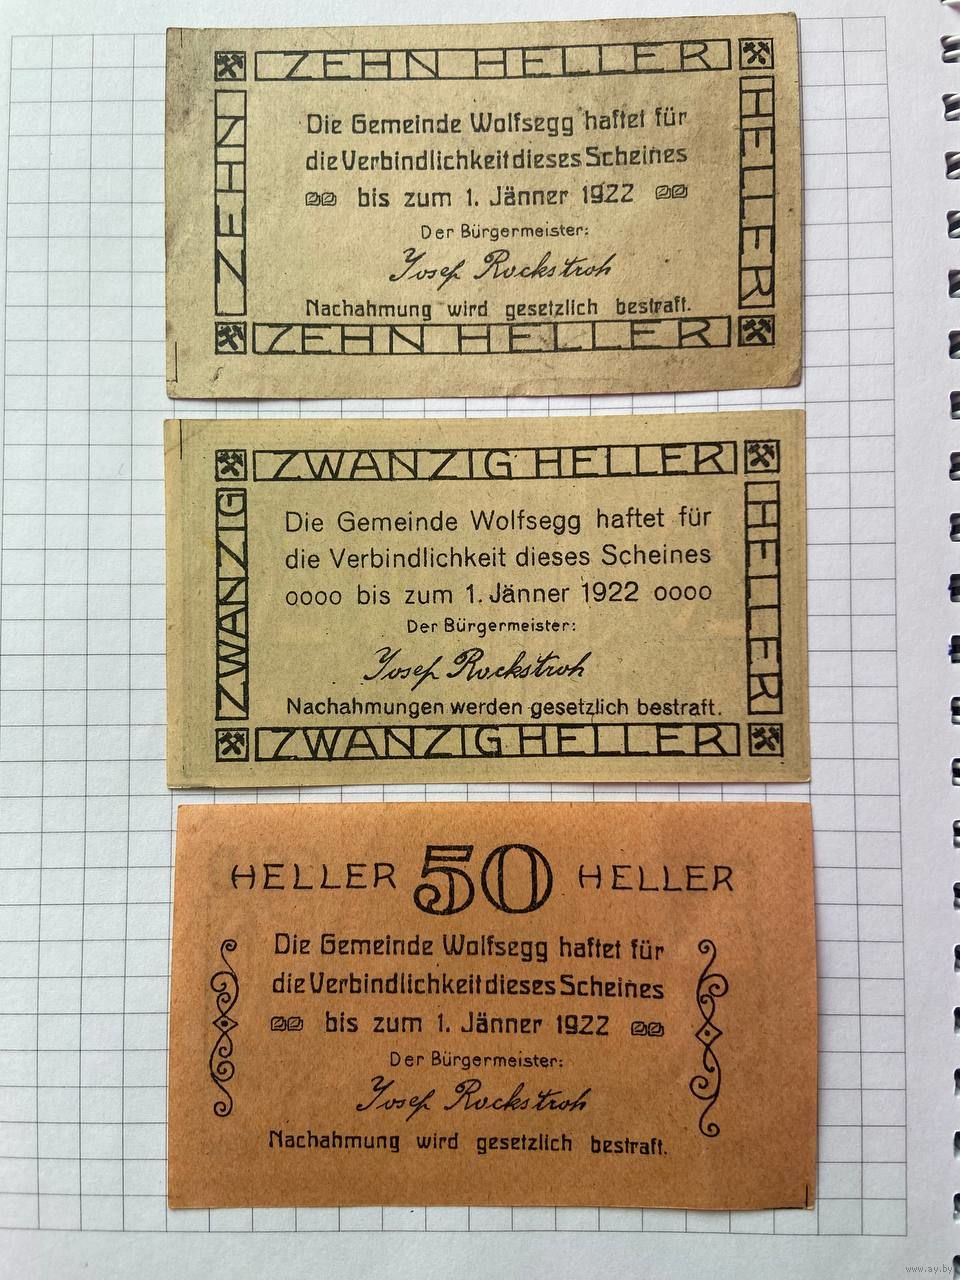 ZEHN HELLER
ZEHN
HELLER
Die Gemeinde Wolfsegg haftet für
die Verbindlichkeit dieses Scheines
bis zum 1. Jänner 1922
Der Bürgermeister:
Josef Rockstroh
Nachahmung wird gesetzlich bestraft.
ZEHN HELLER
ZWANZIG HELLER
ZWANZIG
HELLER
Die Gemeinde Wolfsegg haftet für
die Verbindlichkeit dieses Scheines
oooo bis zum 1. Jänner 1922 oooo
Der Bürgermeister:
Josef Rockstroh
Nachahmungen werden gesetzlich bestraft.
ZWANZIG HELLER
HELLER 50 HELLER
Die Gemeinde Wolfsegg haftet für
die Verbindlichkeit dieses Scheines
bis zum 1. Jänner 1922
Der Bürgermeister:
Josef Rockstroh
Nachahmung wird gesetzlich bestraft.
www.ay.by